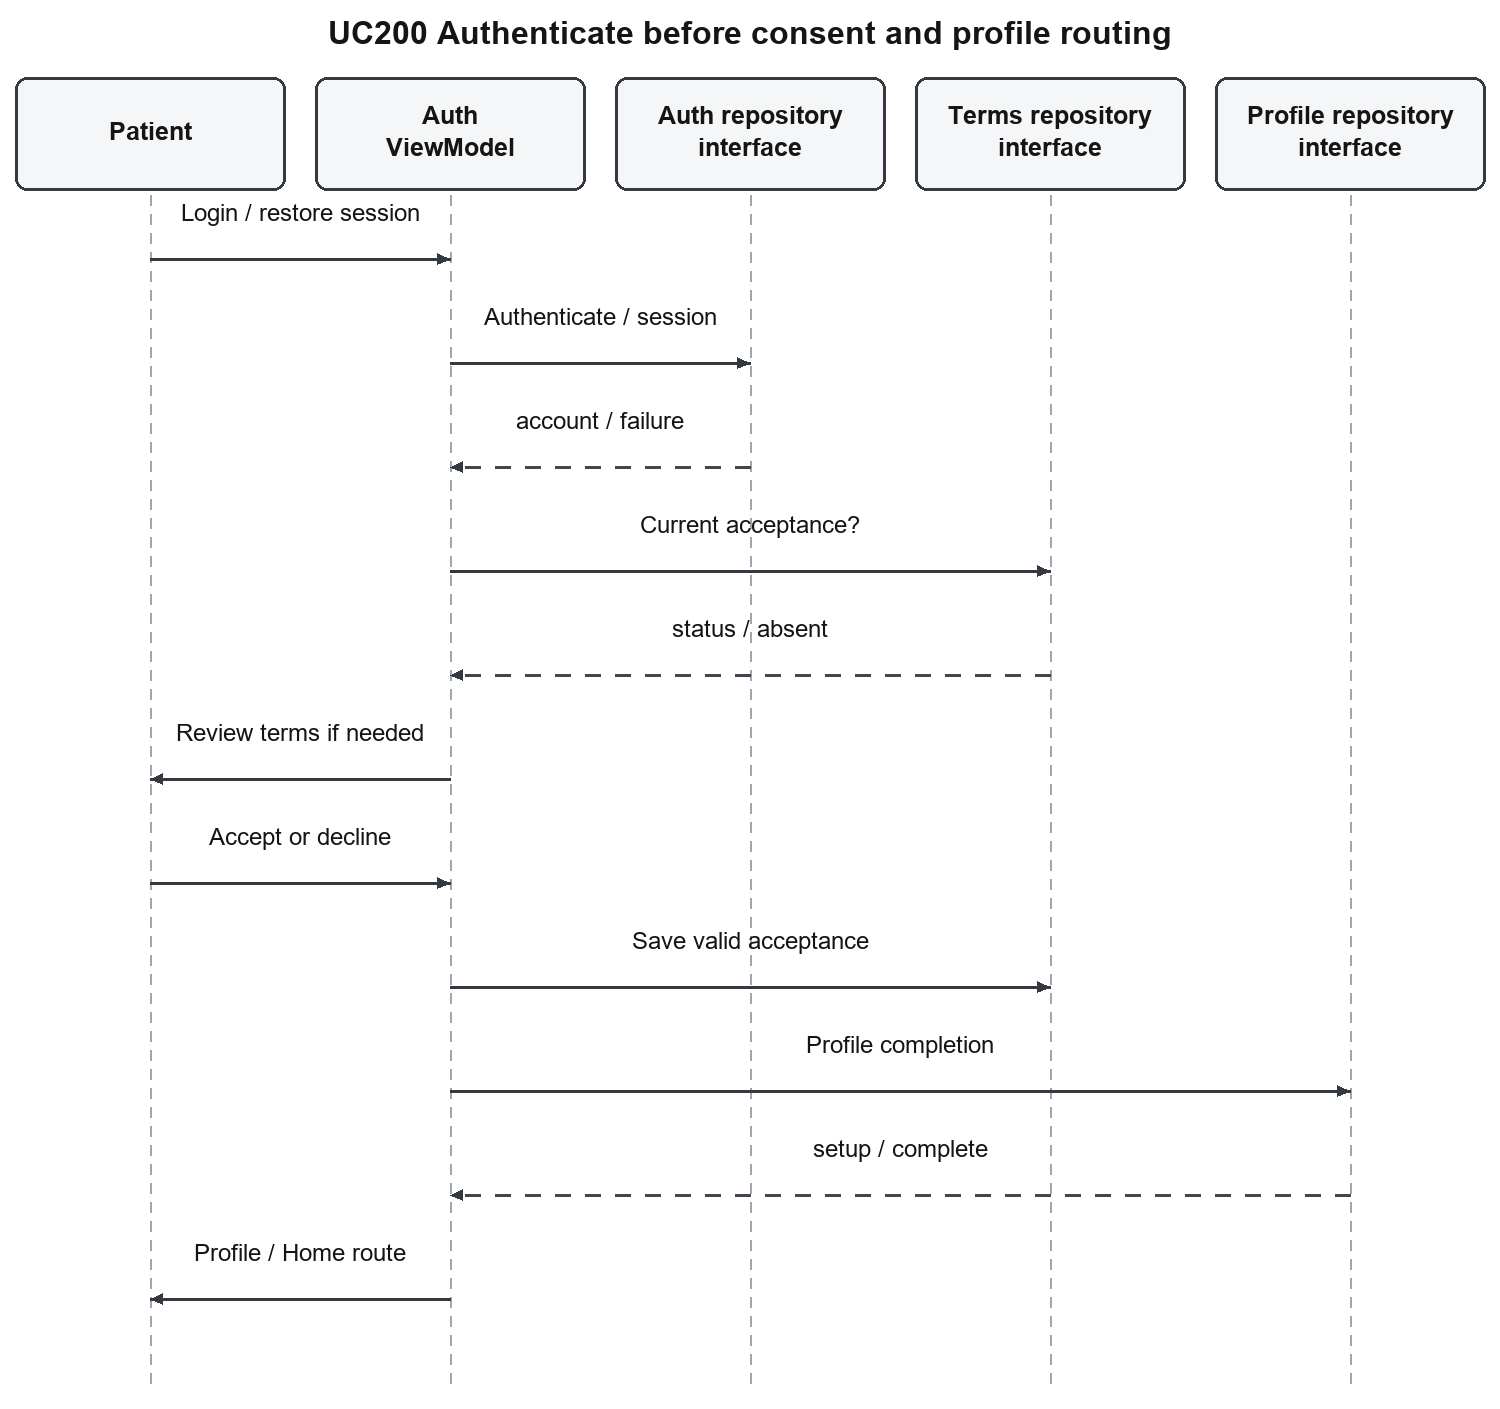 UC200 Authenticate before consent and profile routing
Patient
Auth
ViewModel
Auth repository
interface
Terms repository
interface
Profile repository
interface
Login / restore session
Authenticate / session
account / failure
Current acceptance?
status / absent
Review terms if needed
Accept or decline
Save valid acceptance
Profile completion
setup / complete
Profile / Home route